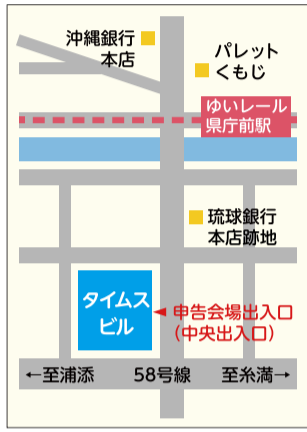 沖縄銀行
本店
パレット
くもじ
ゆいレール
県庁前駅
琉球銀行
本店跡地
タイムス
ビル
申告会場出入口
(中央出入口)
←至浦添
58号線
至糸満→